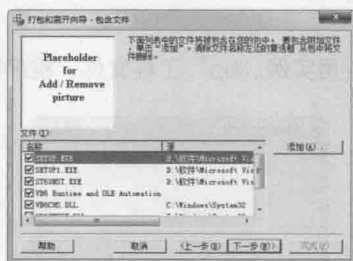 打包和展开向导 - 包含文件
下面列表中的文件将被包含在您的包中。要包含附加文件
，单击“添加”。清除文件名称左边的复选框 从包中将文
件删除。
Placeholder
for
Add / Remove
picture
文件(I)
名称 源
SETUP.EXE D:\软件\Microsoft Vis
SETUP1.EXE D:\软件\Microsoft Vis
ST6UNST.EXE D:\软件\Microsoft Vis
VB6 Runtime and OLE Automation
VB6CHS.DLL C:\Windows\System32
添加(A)...
帮助 取消 <上一步(B) 下一步(N)>